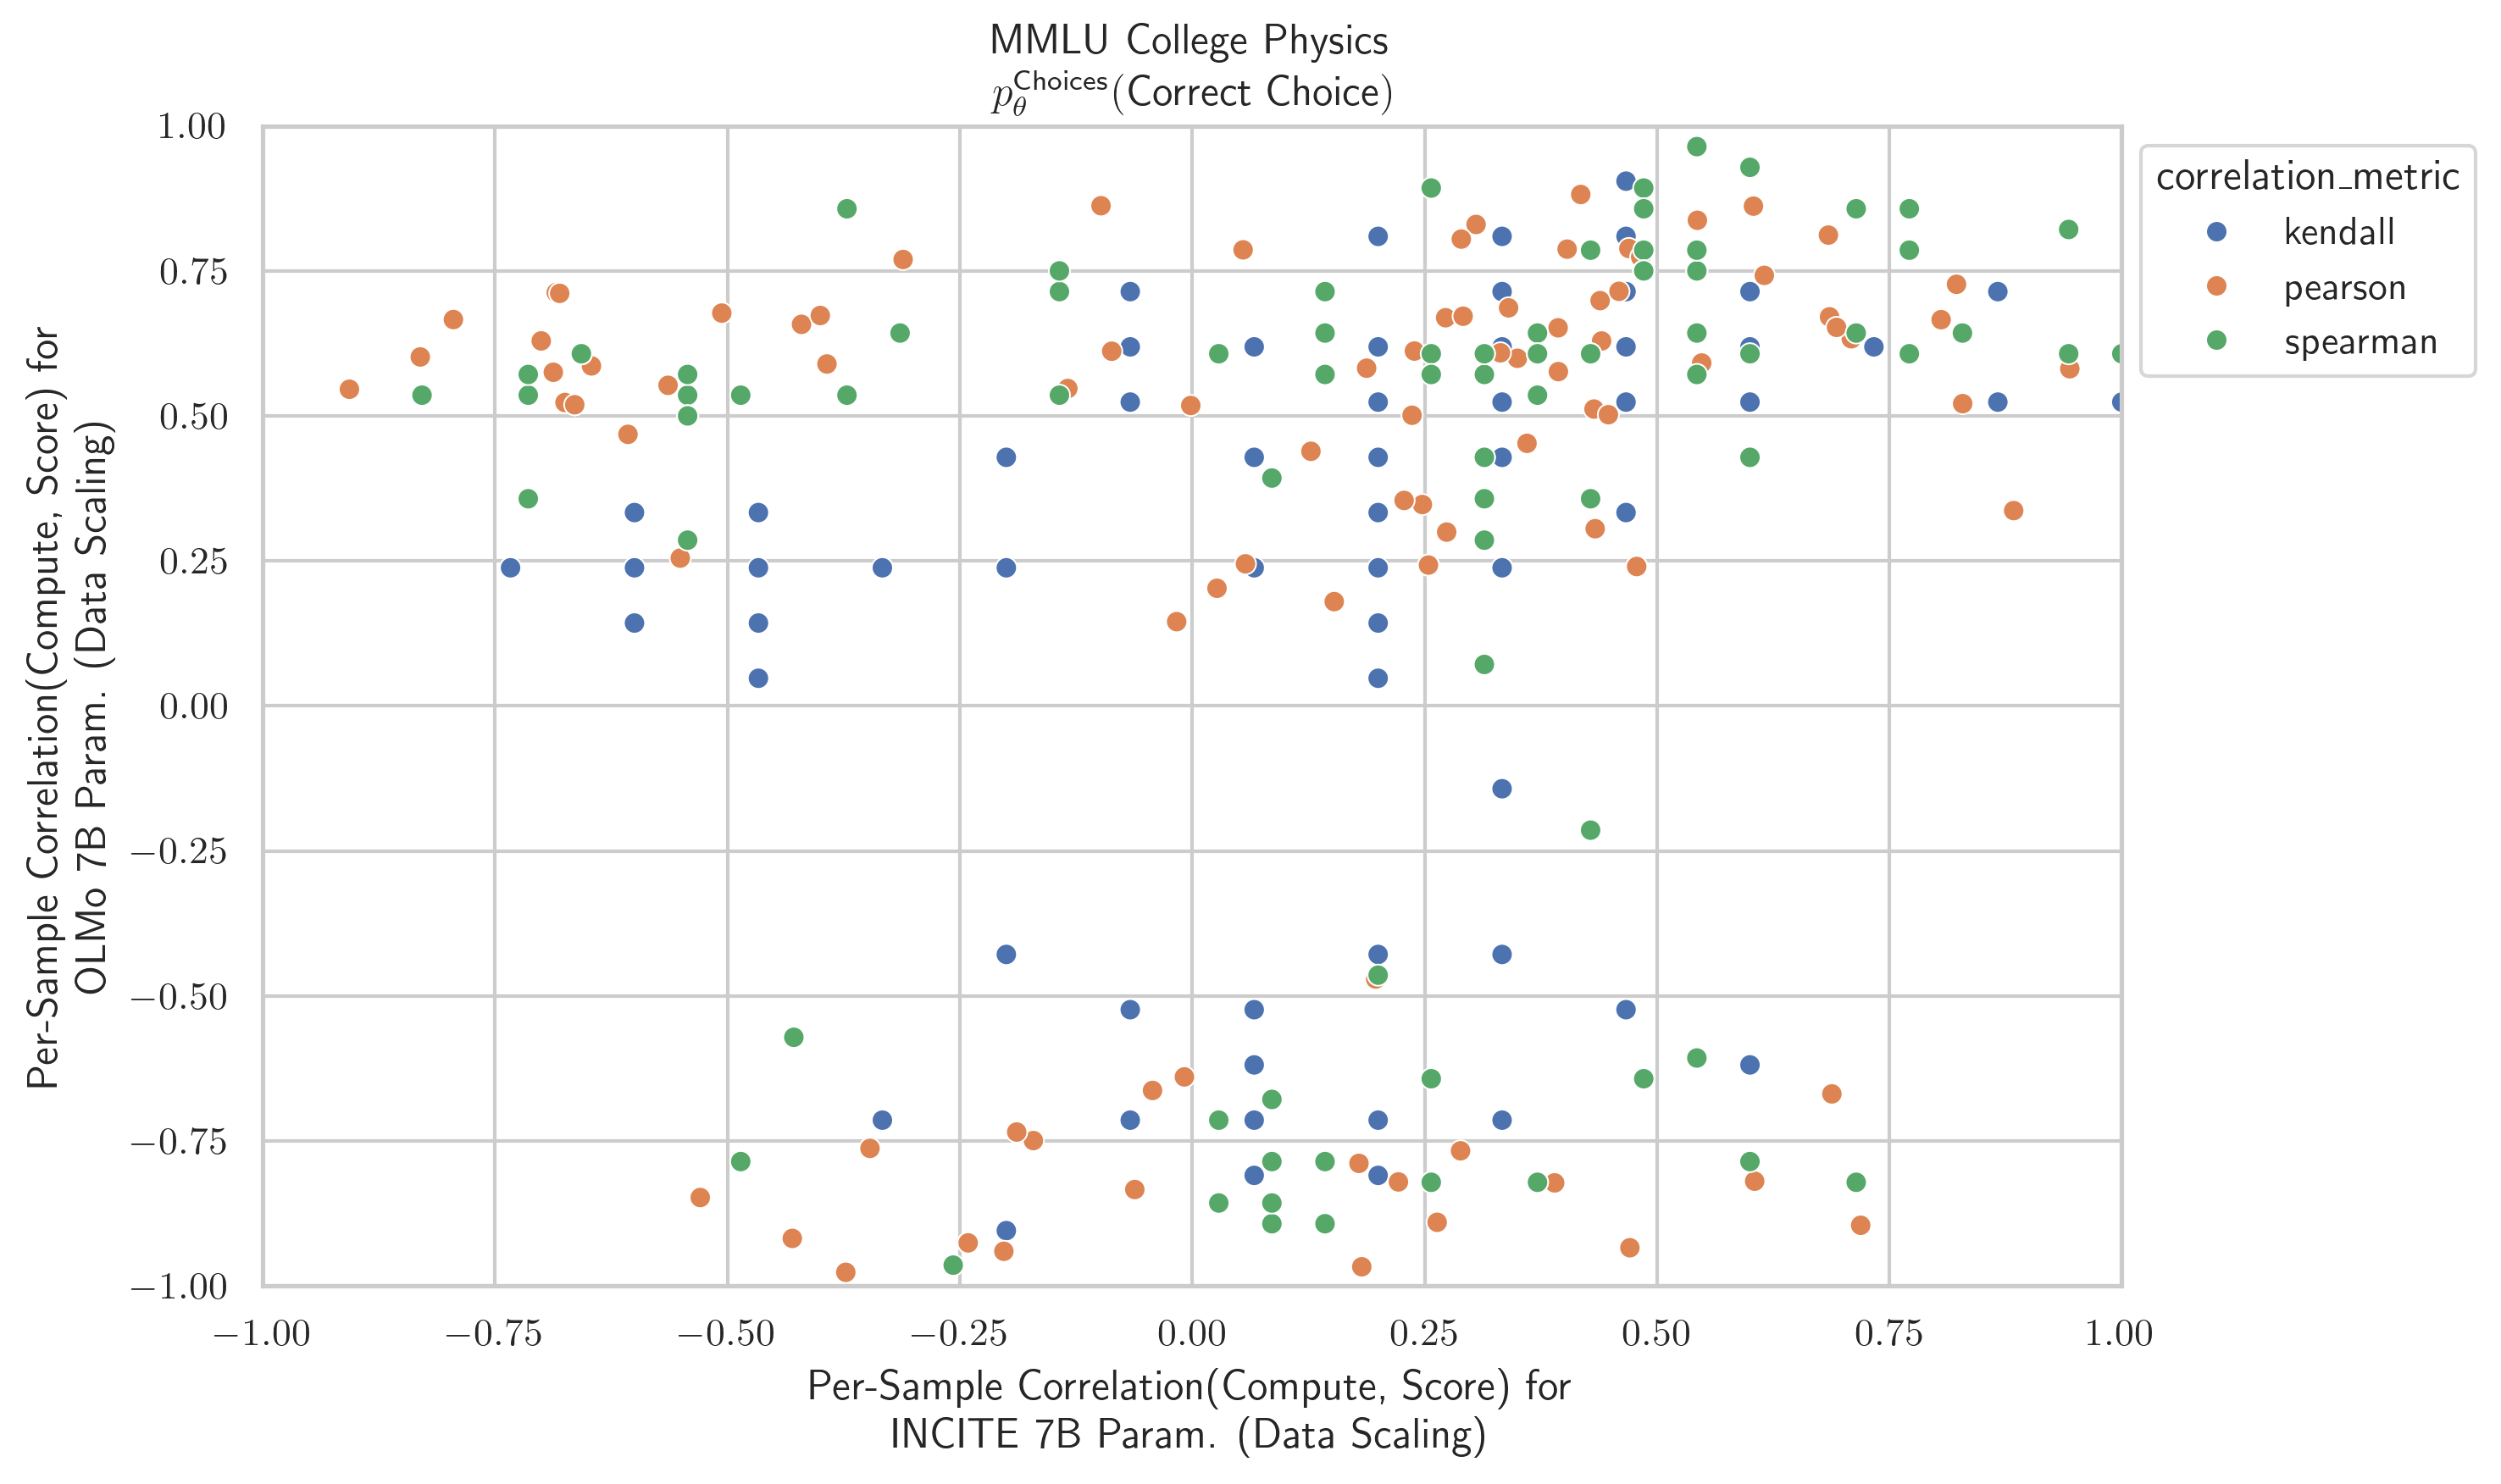 MMLU College Physics
p_θ^Choices(Correct Choice)
1.00
0.75
0.50
0.25
0.00
−0.25
−0.50
−0.75
−1.00
Per-Sample Correlation(Compute, Score) for
OLMo 7B Param. (Data Scaling)
correlation_metric
kendall
pearson
spearman
−1.00 −0.75 −0.50 −0.25 0.00 0.25 0.50 0.75 1.00
Per-Sample Correlation(Compute, Score) for
INCITE 7B Param. (Data Scaling)